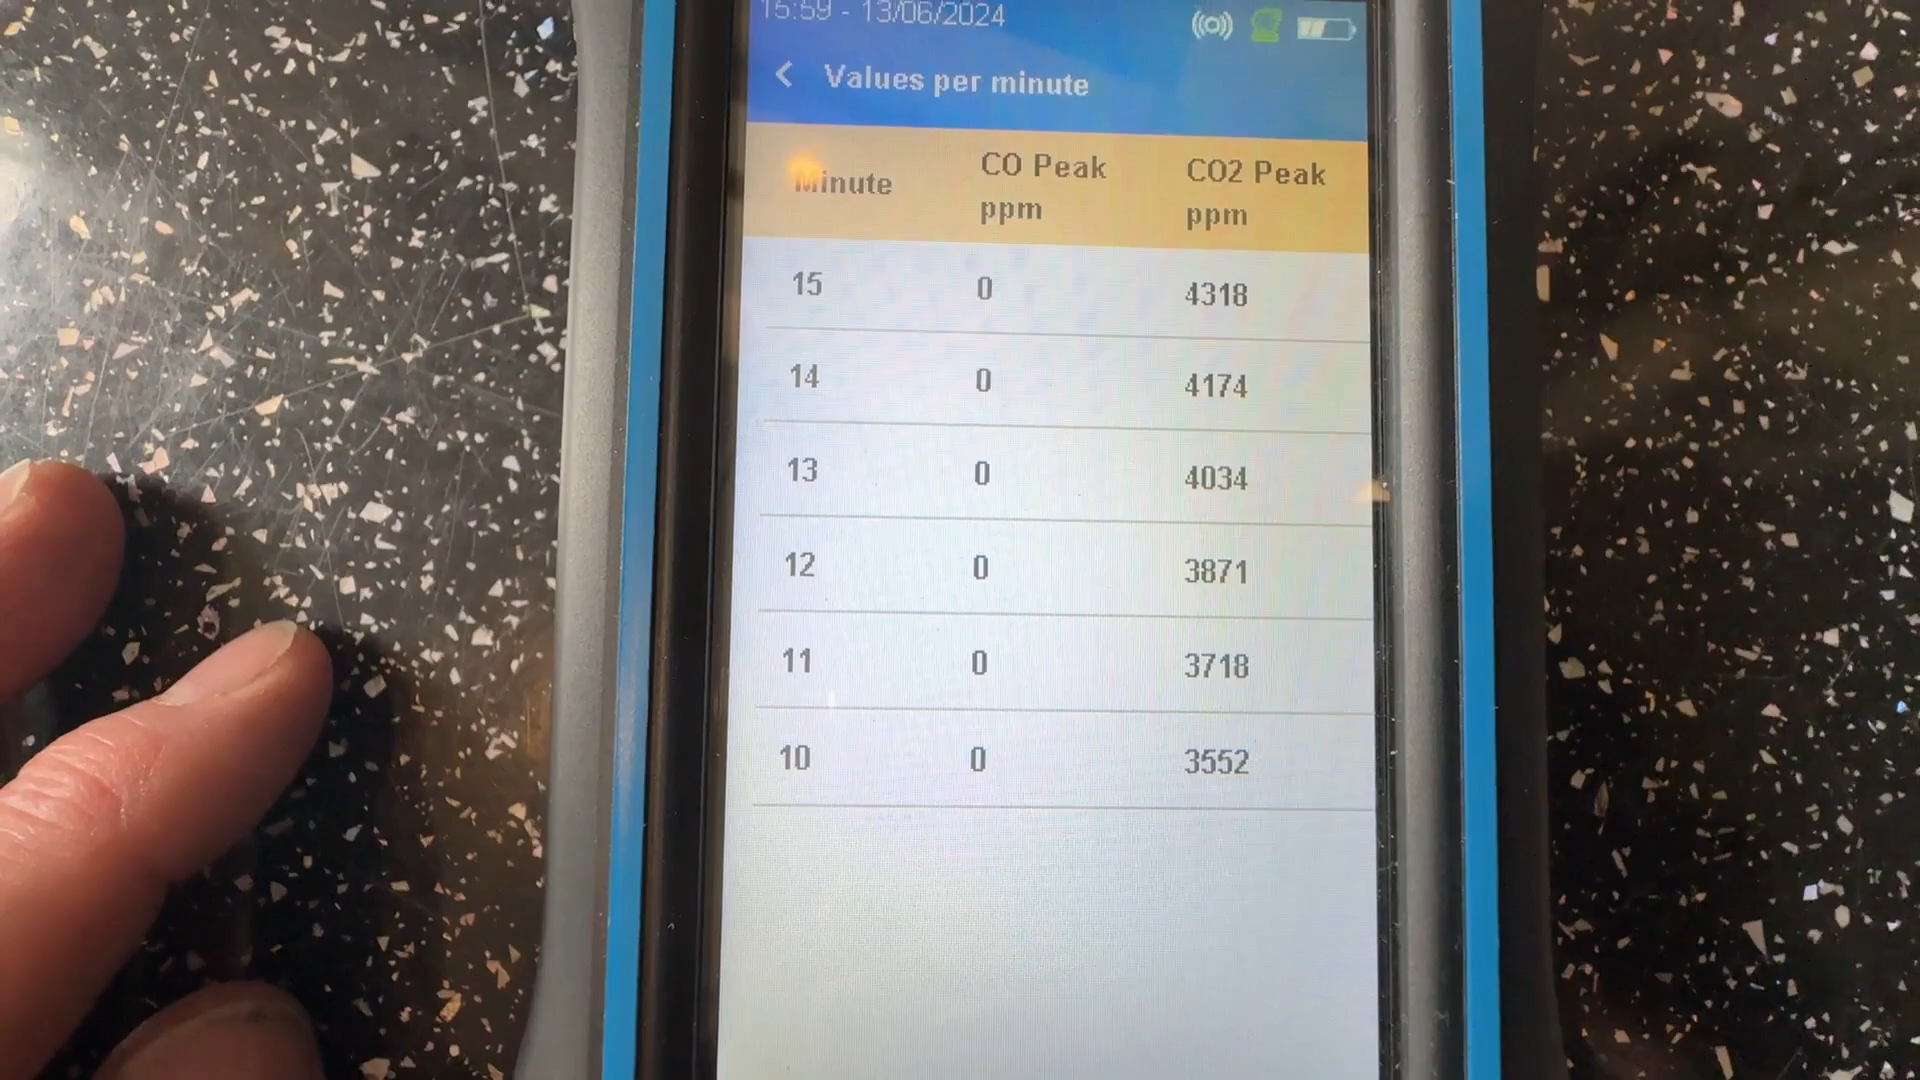 15:59 - 13/06/2024
Values per minute
Minute CO Peak ppm CO2 Peak ppm
15 0 4318
14 0 4174
13 0 4034
12 0 3871
11 0 3718
10 0 3552